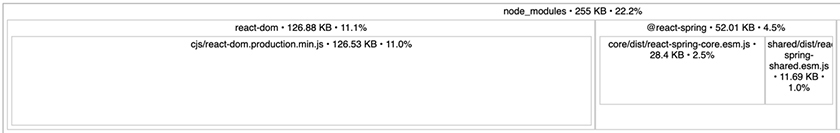 node_modules • 255 KB • 22.2%
react-dom • 126.88 KB • 11.1%
cjs/react-dom.production.min.js • 126.53 KB • 11.0%
@react-spring • 52.01 KB • 4.5%
core/dist/react-spring-core.esm.js •
28.4 KB • 2.5%
shared/dist/rea
spring-
shared.esm.js
• 11.69 KB •
1.0%